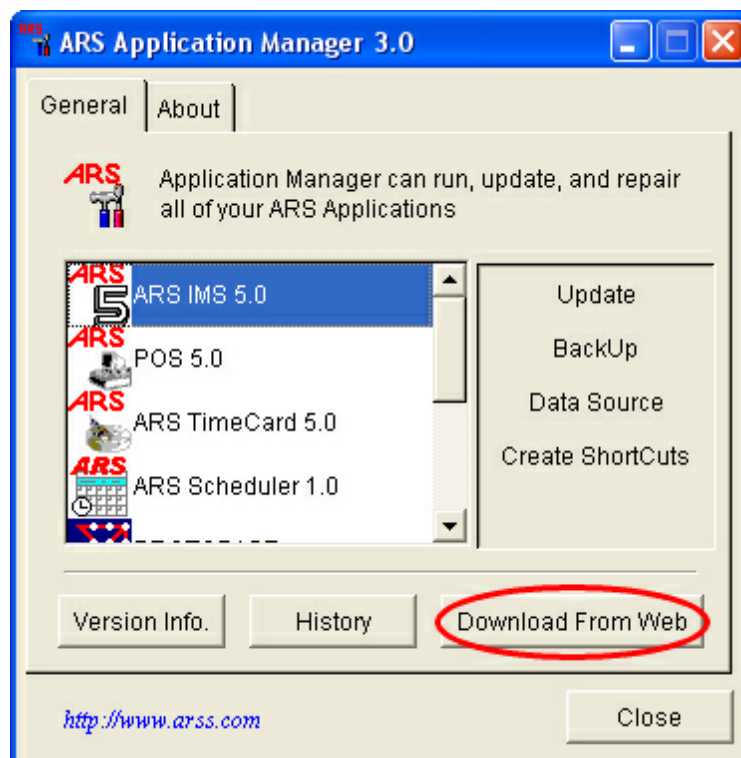 ARS
ARS Application Manager 3.0
General
About
ARS
Application Manager can run, update, and repair
all of your ARS Applications
ARS
5
ARS IMS 5.0
ARS
POS 5.0
ARS
ARS TimeCard 5.0
ARS
ARS Scheduler 1.0
Update
BackUp
Data Source
Create ShortCuts
Version Info.
History
Download From Web
http://www.arss.com
Close